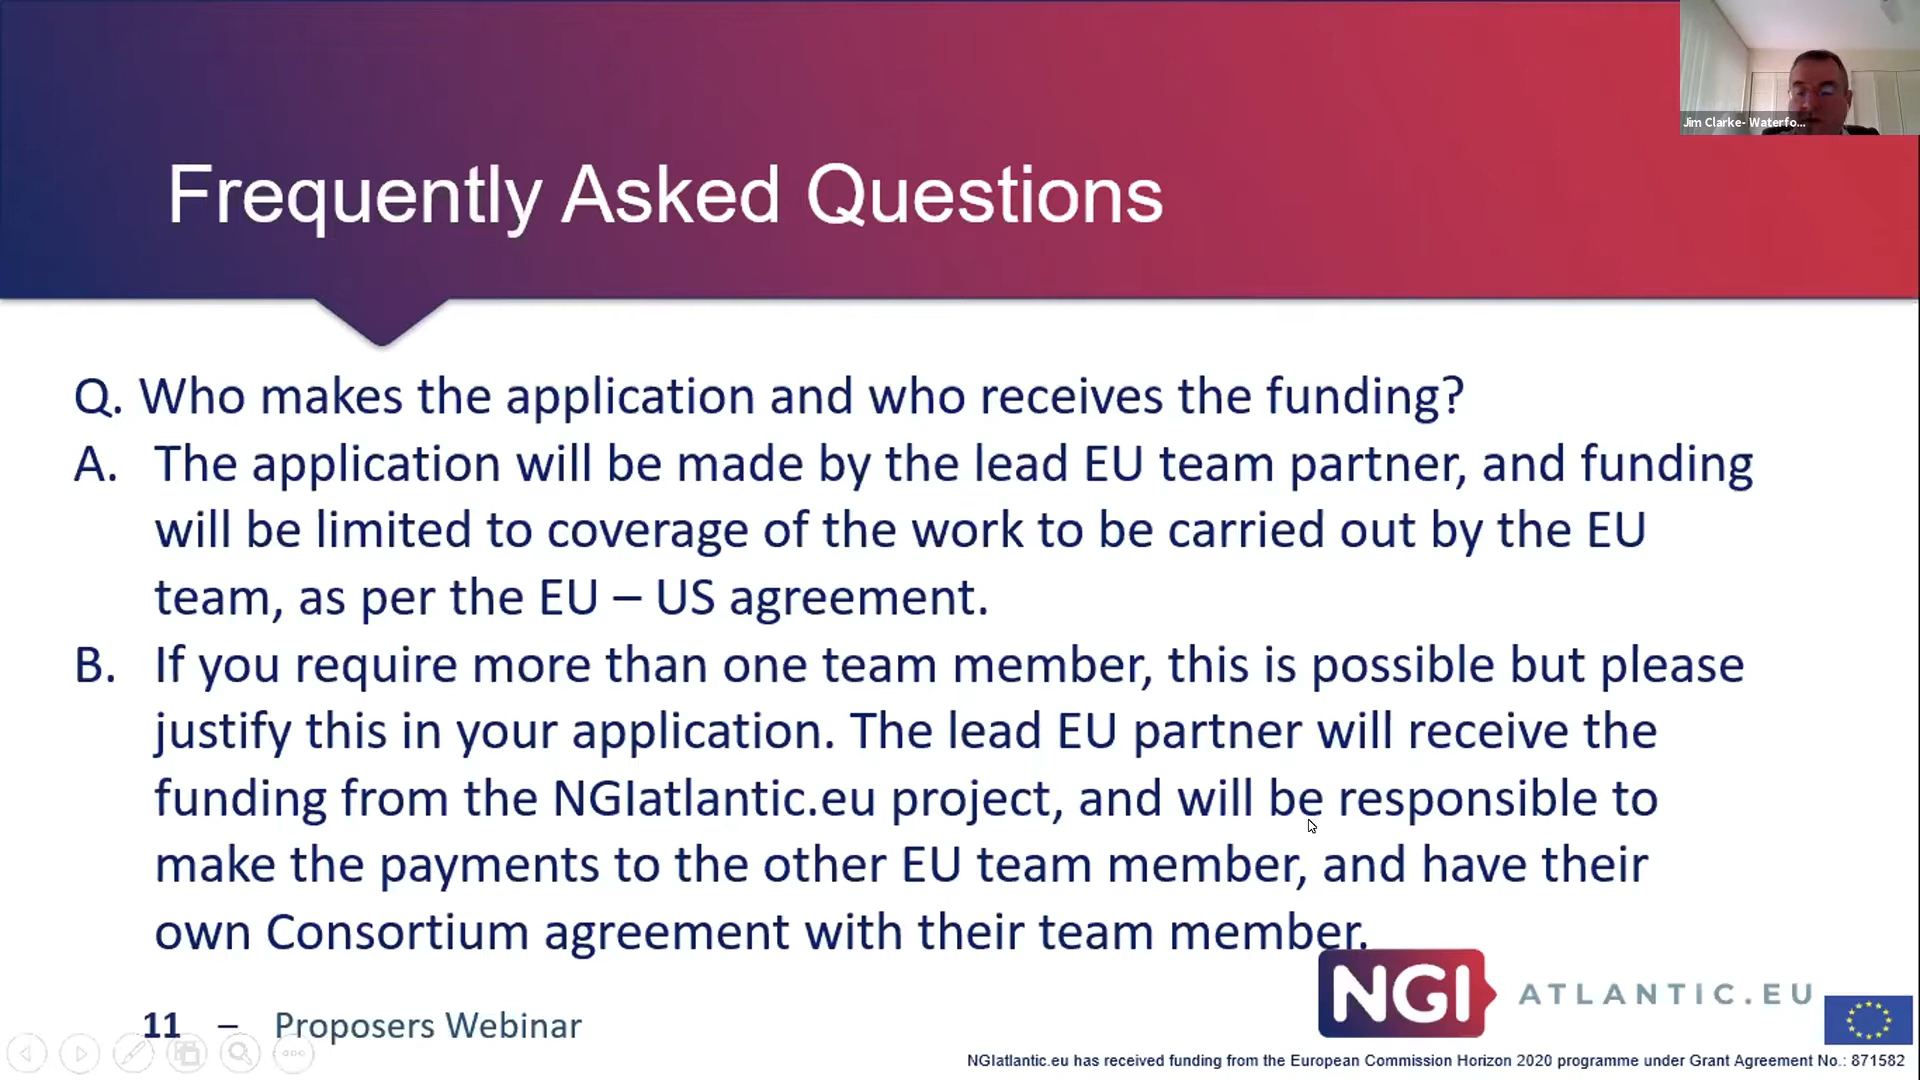 Jim Clarke- Waterfo...
Frequently Asked Questions
Q. Who makes the application and who receives the funding?
A. The application will be made by the lead EU team partner, and funding
will be limited to coverage of the work to be carried out by the EU
team, as per the EU – US agreement.
B. If you require more than one team member, this is possible but please
justify this in your application. The lead EU partner will receive the
funding from the NGIatlantic.eu project, and will be responsible to
make the payments to the other EU team member, and have their
own Consortium agreement with their team member.
NGI ATLANTIC.EU
11 – Proposers Webinar
NGIatlantic.eu has received funding from the European Commission Horizon 2020 programme under Grant Agreement No.: 871582